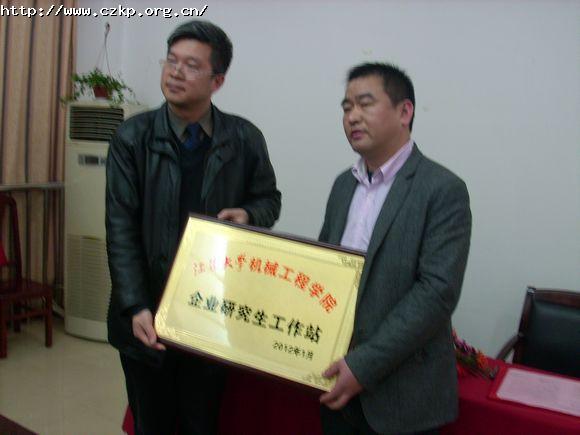 http://www.czkp.org.cn/
江苏大学机械工程学院
企业研究生工作站
2012年1月